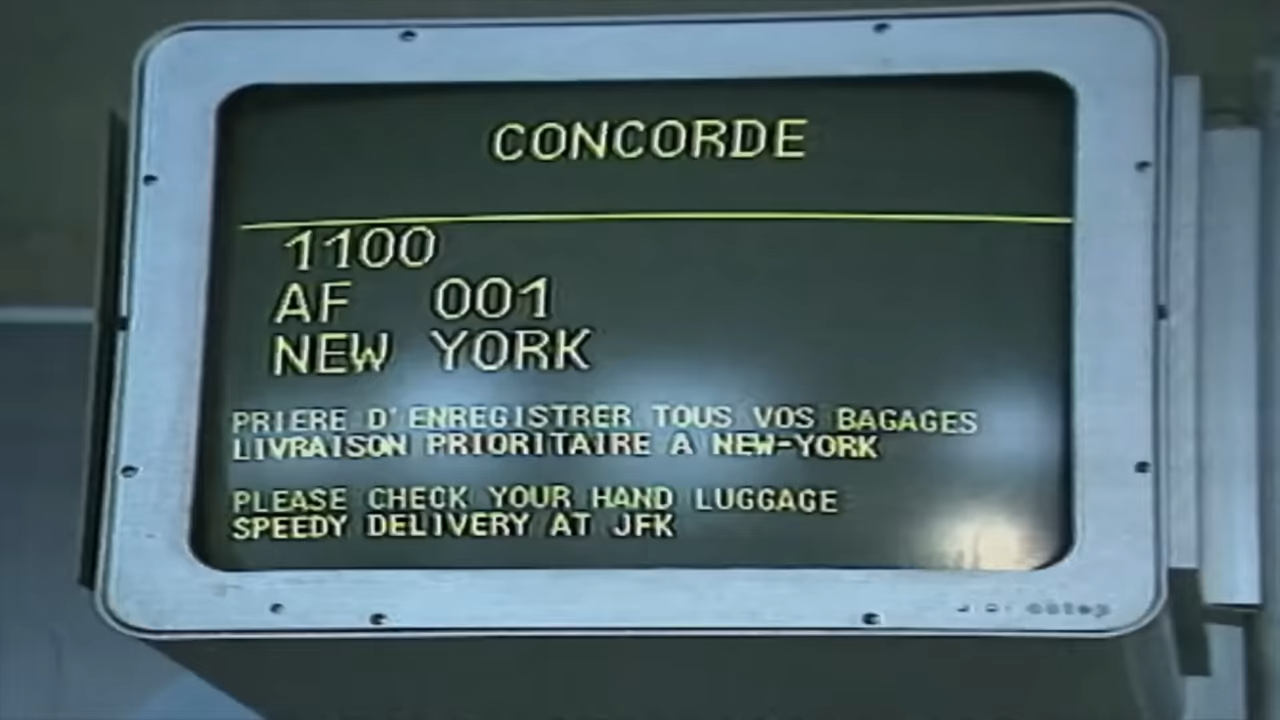 CONCORDE
1100
AF 001
NEW YORK
PRIERE D'ENREGISTRER TOUS VOS BAGAGES
LIVRAISON PRIORITAIRE A NEW-YORK
PLEASE CHECK YOUR HAND LUGGAGE
SPEEDY DELIVERY AT JFK